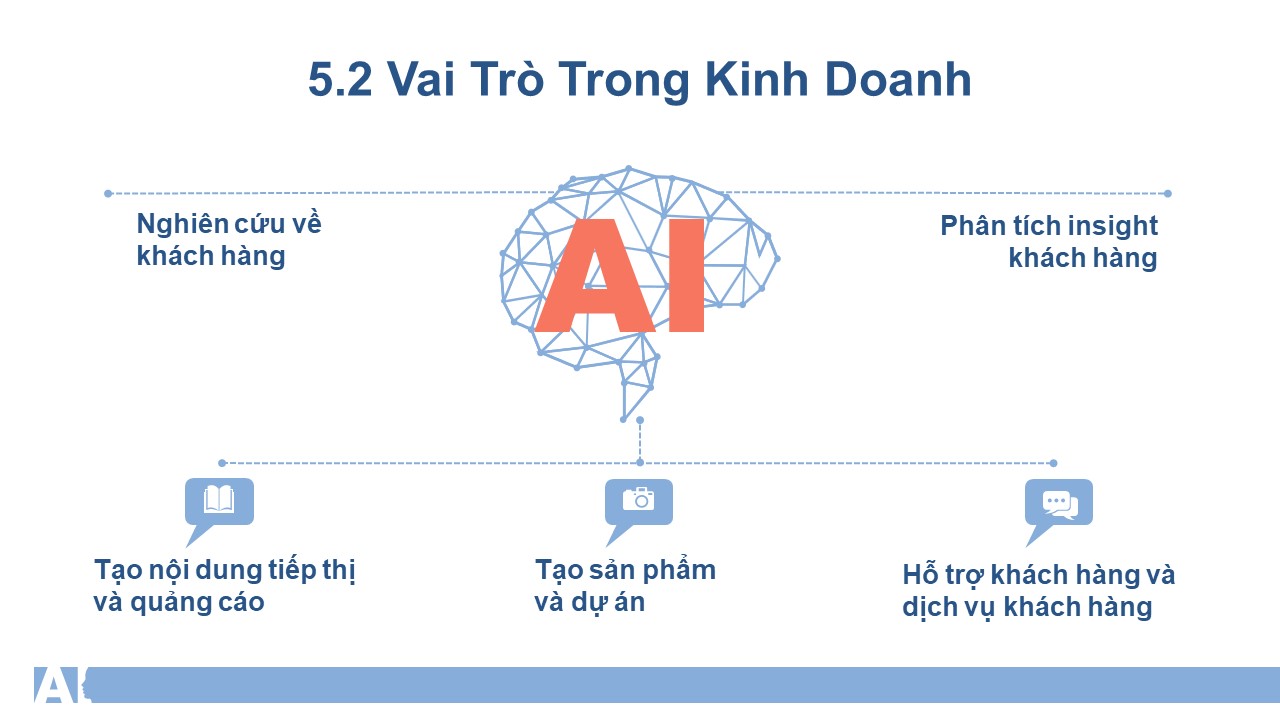 5.2 Vai Trò Trong Kinh Doanh
Nghiên cứu về
khách hàng
AI
Phân tích insight
khách hàng
Tạo nội dung tiếp thị
và quảng cáo
Tạo sản phẩm
và dự án
Hỗ trợ khách hàng và
dịch vụ khách hàng
AI